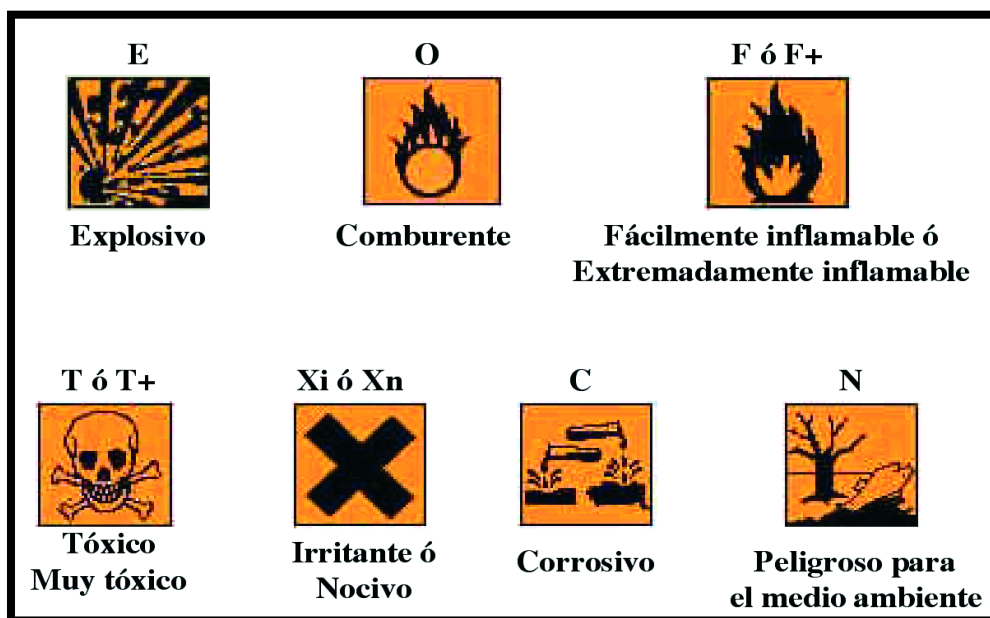 E
O
F ó F+
Explosivo
Comburente
Fácilmente inflamable ó
Extremadamente inflamable
T ó T+
Xi ó Xn
C
N
Tóxico
Muy tóxico
Irritante ó
Nocivo
Corrosivo
Peligroso para
el medio ambiente